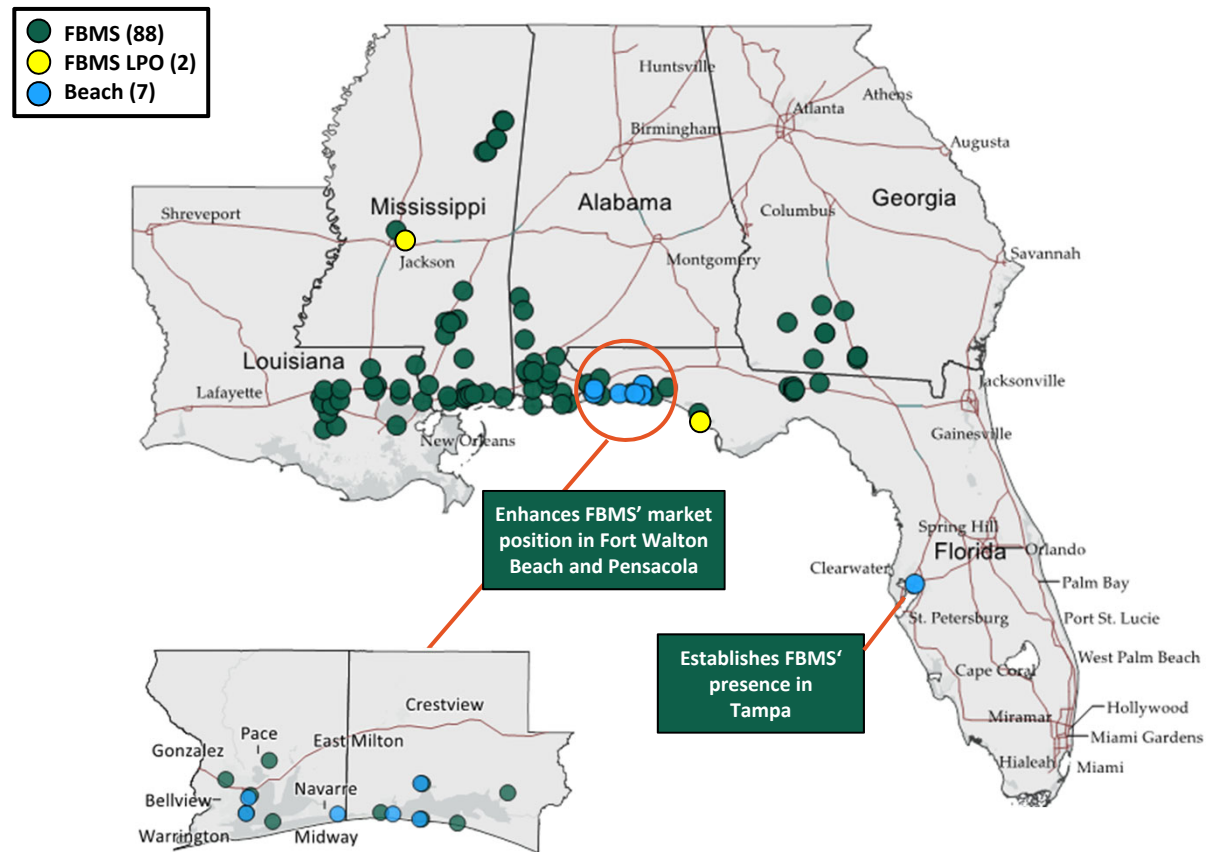 FBMS (88)
FBMS LPO (2)
Beach (7)
Huntsville
Athens
Atlanta
Birmingham
Augusta
Mississippi
Alabama
Georgia
Shreveport
Columbus
Jackson
Montgomery
Savannah
Louisiana
Lafayette
Jacksonville
New Orleans
Gainesville
Enhances FBMS’ market
position in Fort Walton
Beach and Pensacola
Spring Hill
Florida
Orlando
Clearwater
Palm Bay
St. Petersburg
Port St. Lucie
Establishes FBMS‘
presence in
Tampa
West Palm Beach
Cape Coral
Hollywood
Miramar
Miami Gardens
Hialeah
Miami
Crestview
Pace
East Milton
Gonzalez
Navarre
Bellview
Warrington
Midway